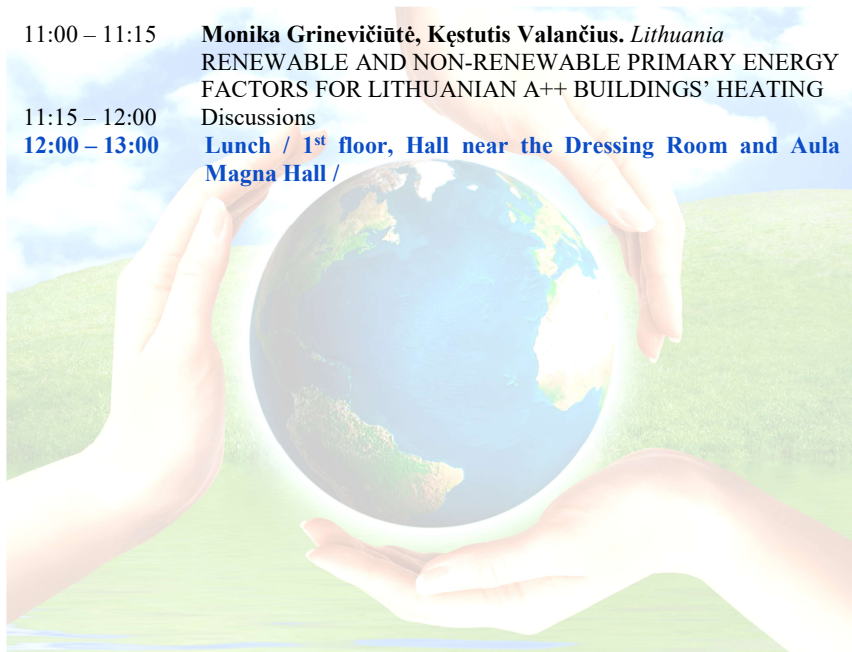 11:00 – 11:15 Monika Grinevičiūtė, Kęstutis Valančius. Lithuania
RENEWABLE AND NON-RENEWABLE PRIMARY ENERGY
FACTORS FOR LITHUANIAN A++ BUILDINGS’ HEATING
11:15 – 12:00 Discussions
12:00 – 13:00 Lunch / 1st floor, Hall near the Dressing Room and Aula
Magna Hall /